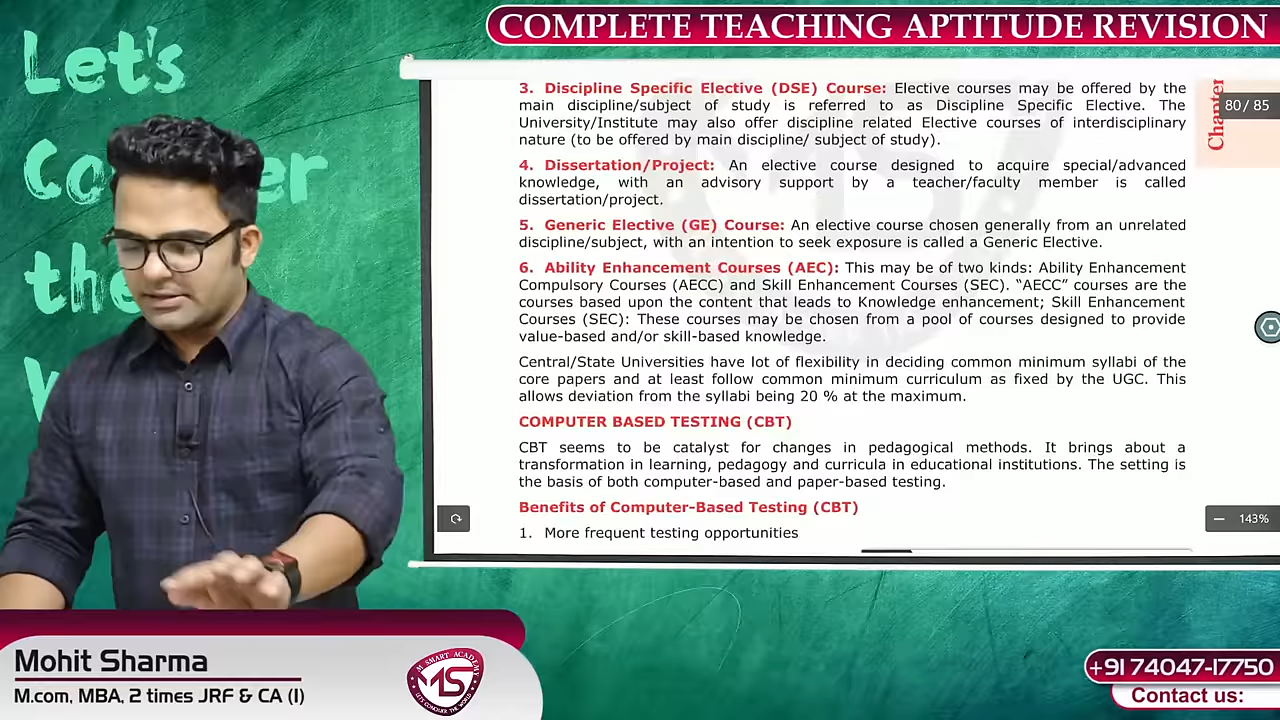 COMPLETE TEACHING APTITUDE REVISION
Let's
Co er
the
W
3. Discipline Specific Elective (DSE) Course: Elective courses may be offered by the
main discipline/subject of study is referred to as Discipline Specific Elective. The
University/Institute may also offer discipline related Elective courses of interdisciplinary
nature (to be offered by main discipline/ subject of study).
4. Dissertation/Project: An elective course designed to acquire special/advanced
knowledge, with an advisory support by a teacher/faculty member is called
dissertation/project.
5. Generic Elective (GE) Course: An elective course chosen generally from an unrelated
discipline/subject, with an intention to seek exposure is called a Generic Elective.
6. Ability Enhancement Courses (AEC): This may be of two kinds: Ability Enhancement
Compulsory Courses (AECC) and Skill Enhancement Courses (SEC). “AECC” courses are the
courses based upon the content that leads to Knowledge enhancement; Skill Enhancement
Courses (SEC): These courses may be chosen from a pool of courses designed to provide
value-based and/or skill-based knowledge.
Central/State Universities have lot of flexibility in deciding common minimum syllabi of the
core papers and at least follow common minimum curriculum as fixed by the UGC. This
allows deviation from the syllabi being 20 % at the maximum.
COMPUTER BASED TESTING (CBT)
CBT seems to be catalyst for changes in pedagogical methods. It brings about a
transformation in learning, pedagogy and curricula in educational institutions. The setting is
the basis of both computer-based and paper-based testing.
Benefits of Computer-Based Testing (CBT)
1. More frequent testing opportunities
Chapter
80 / 85
143%
Mohit Sharma
M.com, MBA, 2 times JRF & CA (I)
M SMART ACADEMY
MS
LET'S CONQUER THE WORLD
+91 74047-17750
Contact us: